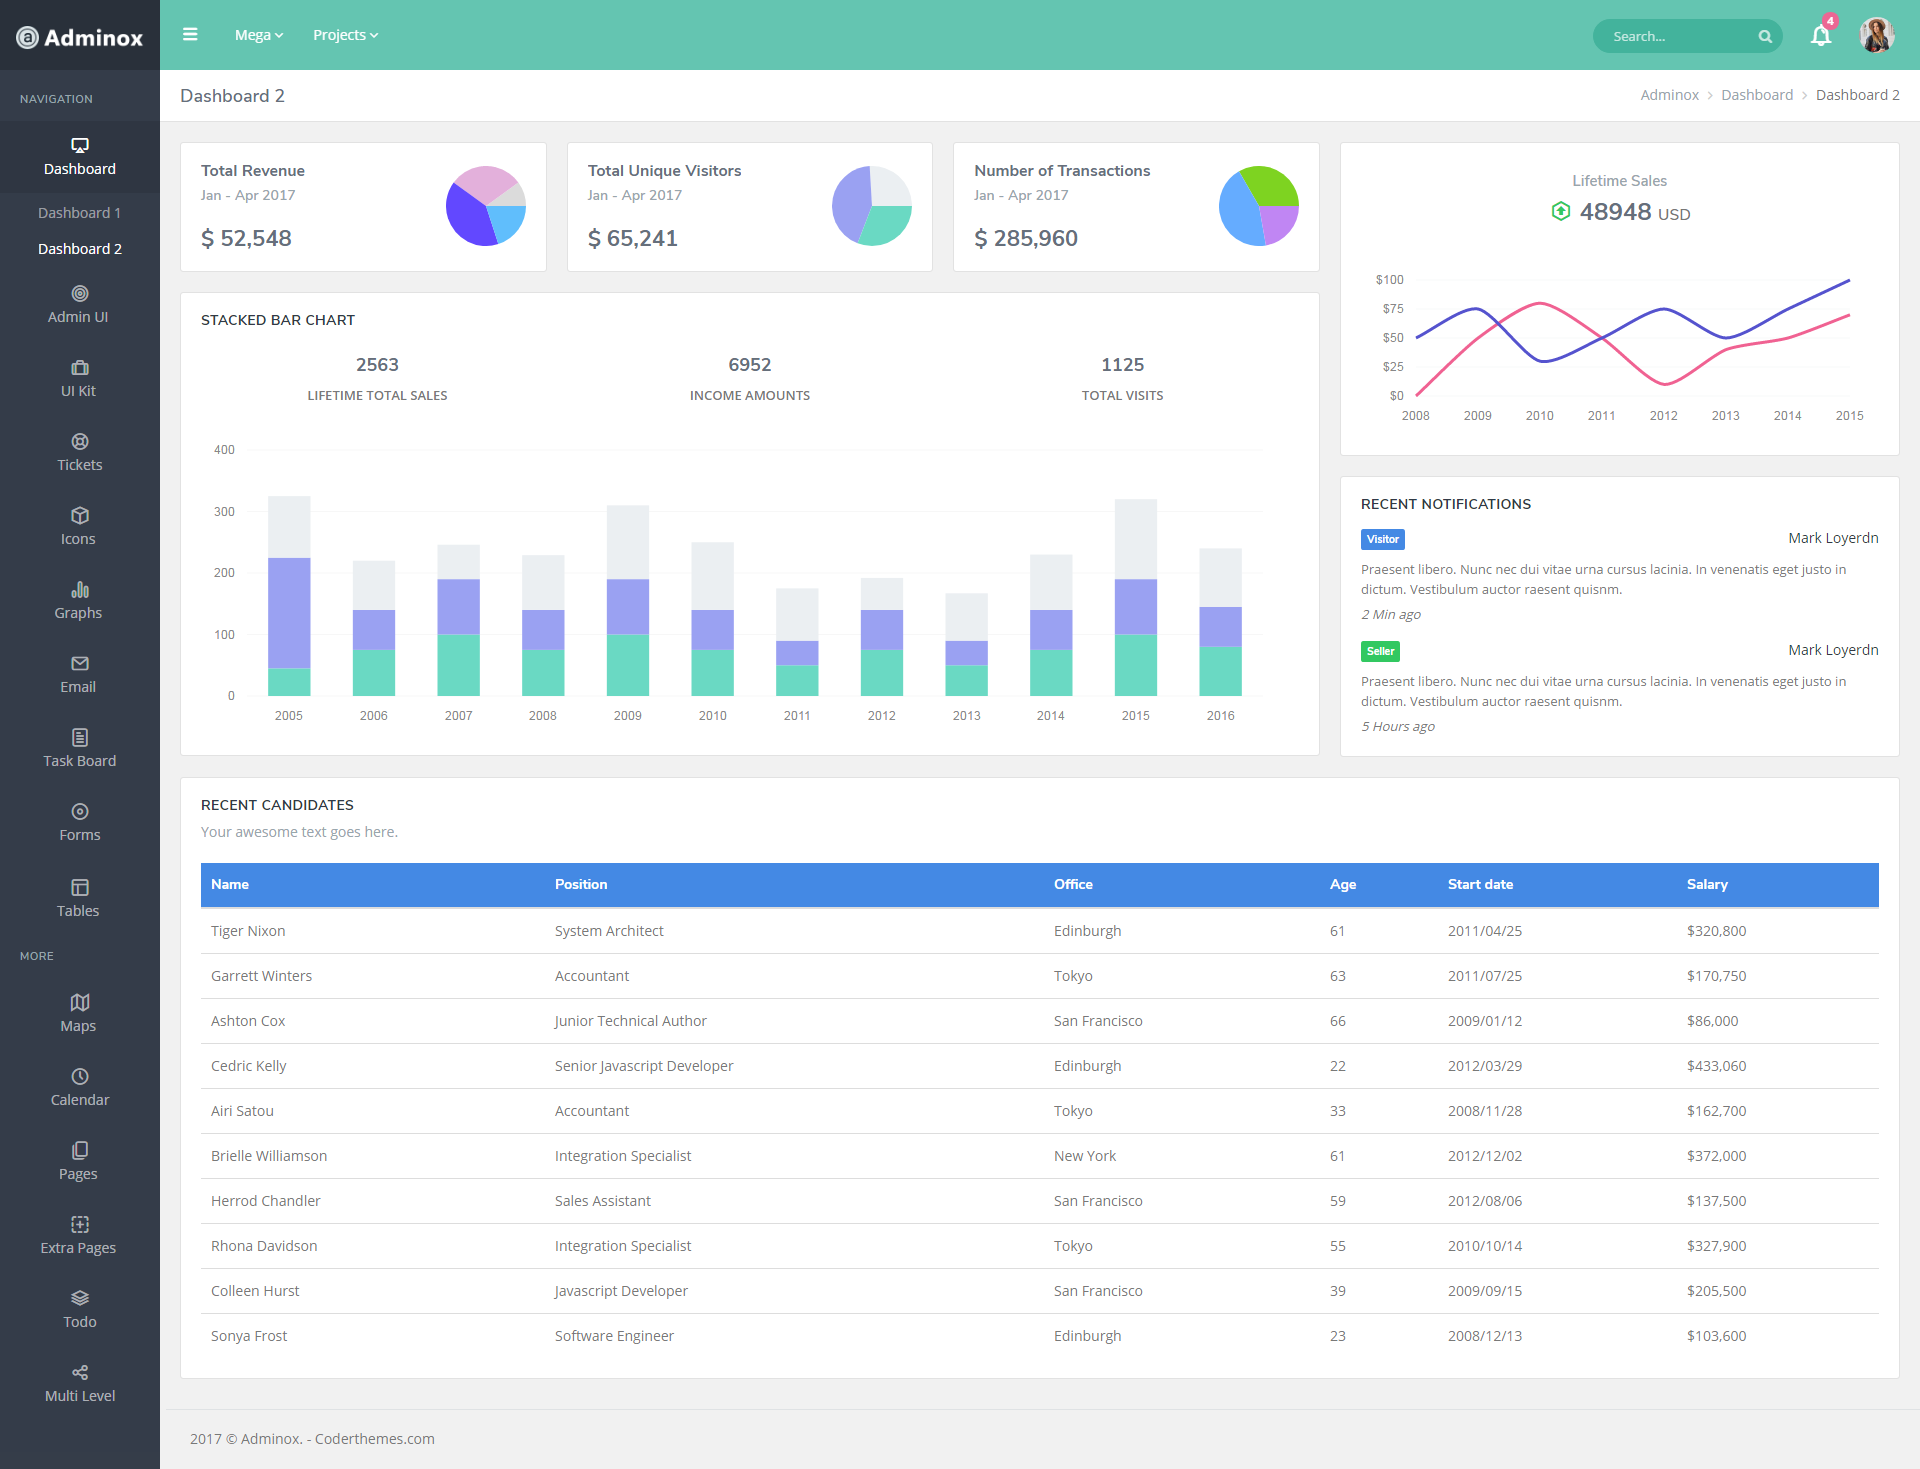 Adminox
Mega
Projects
Search...
4
NAVIGATION
Dashboard
Dashboard 1
Dashboard 2
Admin UI
UI Kit
Tickets
Icons
Graphs
Email
Task Board
Forms
Tables
MORE
Maps
Calendar
Pages
Extra Pages
Todo
Multi Level
Dashboard 2
Adminox > Dashboard > Dashboard 2
Total Revenue
Jan - Apr 2017
$ 52,548
Total Unique Visitors
Jan - Apr 2017
$ 65,241
Number of Transactions
Jan - Apr 2017
$ 285,960
Lifetime Sales
48948 USD
$100
$75
$50
$25
$0
2008 2009 2010 2011 2012 2013 2014 2015
STACKED BAR CHART
2563
LIFETIME TOTAL SALES
6952
INCOME AMOUNTS
1125
TOTAL VISITS
400
300
200
100
0
2005 2006 2007 2008 2009 2010 2011 2012 2013 2014 2015 2016
RECENT NOTIFICATIONS
Visitor Mark Loyerdn
Praesent libero. Nunc nec dui vitae urna cursus lacinia. In venenatis eget justo in
dictum. Vestibulum auctor raesent quisnm.
2 Min ago
Seller Mark Loyerdn
Praesent libero. Nunc nec dui vitae urna cursus lacinia. In venenatis eget justo in
dictum. Vestibulum auctor raesent quisnm.
5 Hours ago
RECENT CANDIDATES
Your awesome text goes here.
Name Position Office Age Start date Salary
Tiger Nixon System Architect Edinburgh 61 2011/04/25 $320,800
Garrett Winters Accountant Tokyo 63 2011/07/25 $170,750
Ashton Cox Junior Technical Author San Francisco 66 2009/01/12 $86,000
Cedric Kelly Senior Javascript Developer Edinburgh 22 2012/03/29 $433,060
Airi Satou Accountant Tokyo 33 2008/11/28 $162,700
Brielle Williamson Integration Specialist New York 61 2012/12/02 $372,000
Herrod Chandler Sales Assistant San Francisco 59 2012/08/06 $137,500
Rhona Davidson Integration Specialist Tokyo 55 2010/10/14 $327,900
Colleen Hurst Javascript Developer San Francisco 39 2009/09/15 $205,500
Sonya Frost Software Engineer Edinburgh 23 2008/12/13 $103,600
2017 © Adminox. - Coderthemes.com